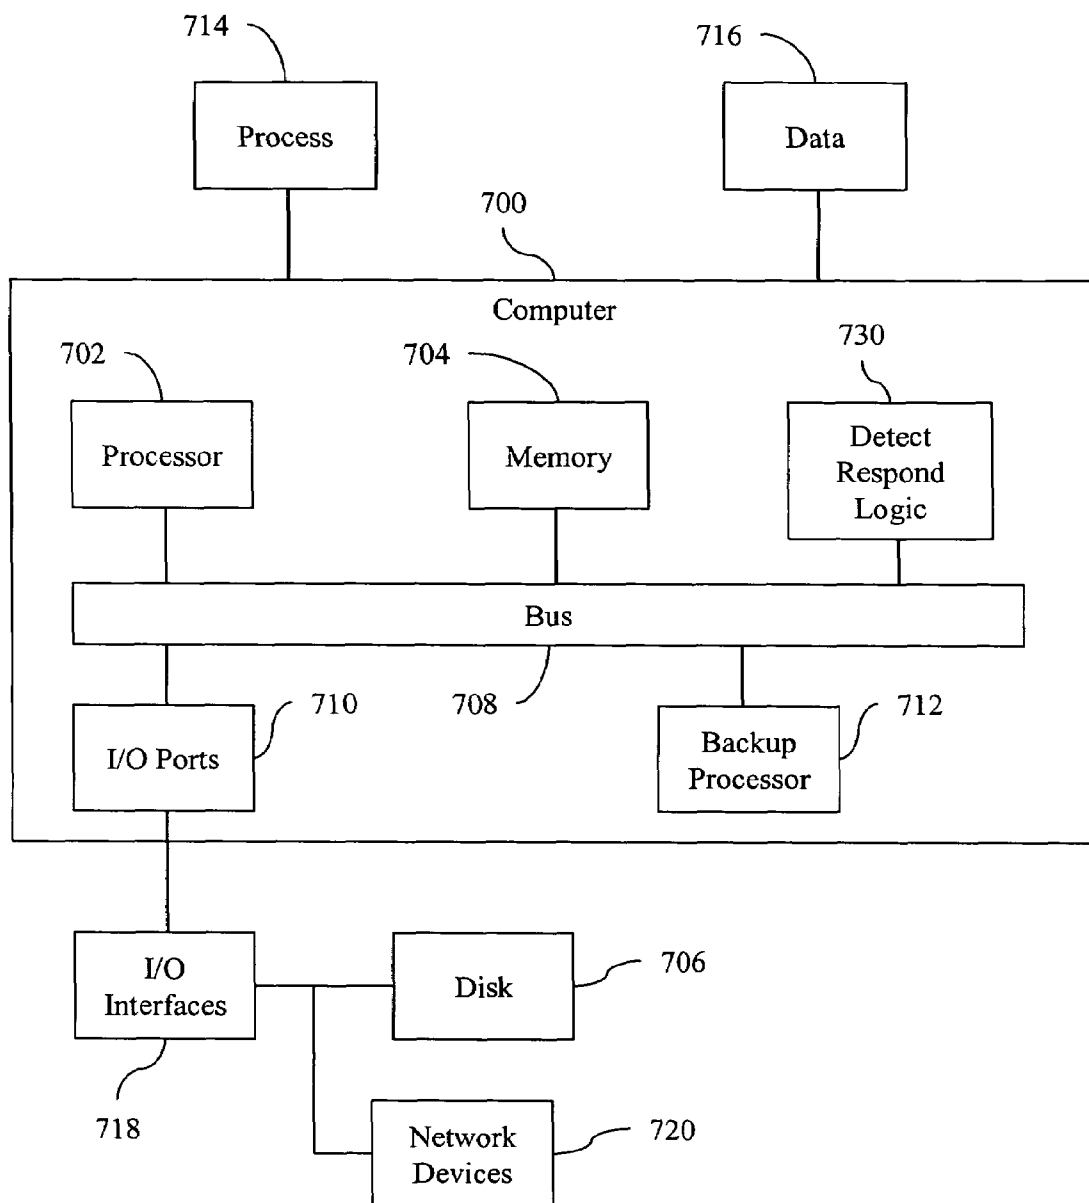 714
716
Process
Data
700
Computer
702
704
730
Processor
Memory
Detect
Respond
Logic
Bus
710
708
712
I/O Ports
Backup
Processor
I/O
Interfaces
Disk
706
718
Network
Devices
720